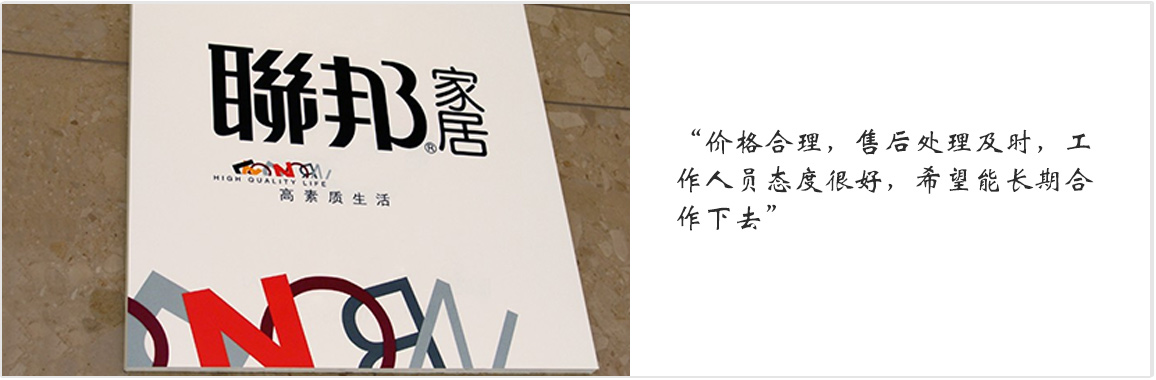 聯邦家居
®
HIGH QUALITY LIFE
高素质生活
“价格合理，售后处理及时，工
作人员态度很好，希望能长期合
作下去”